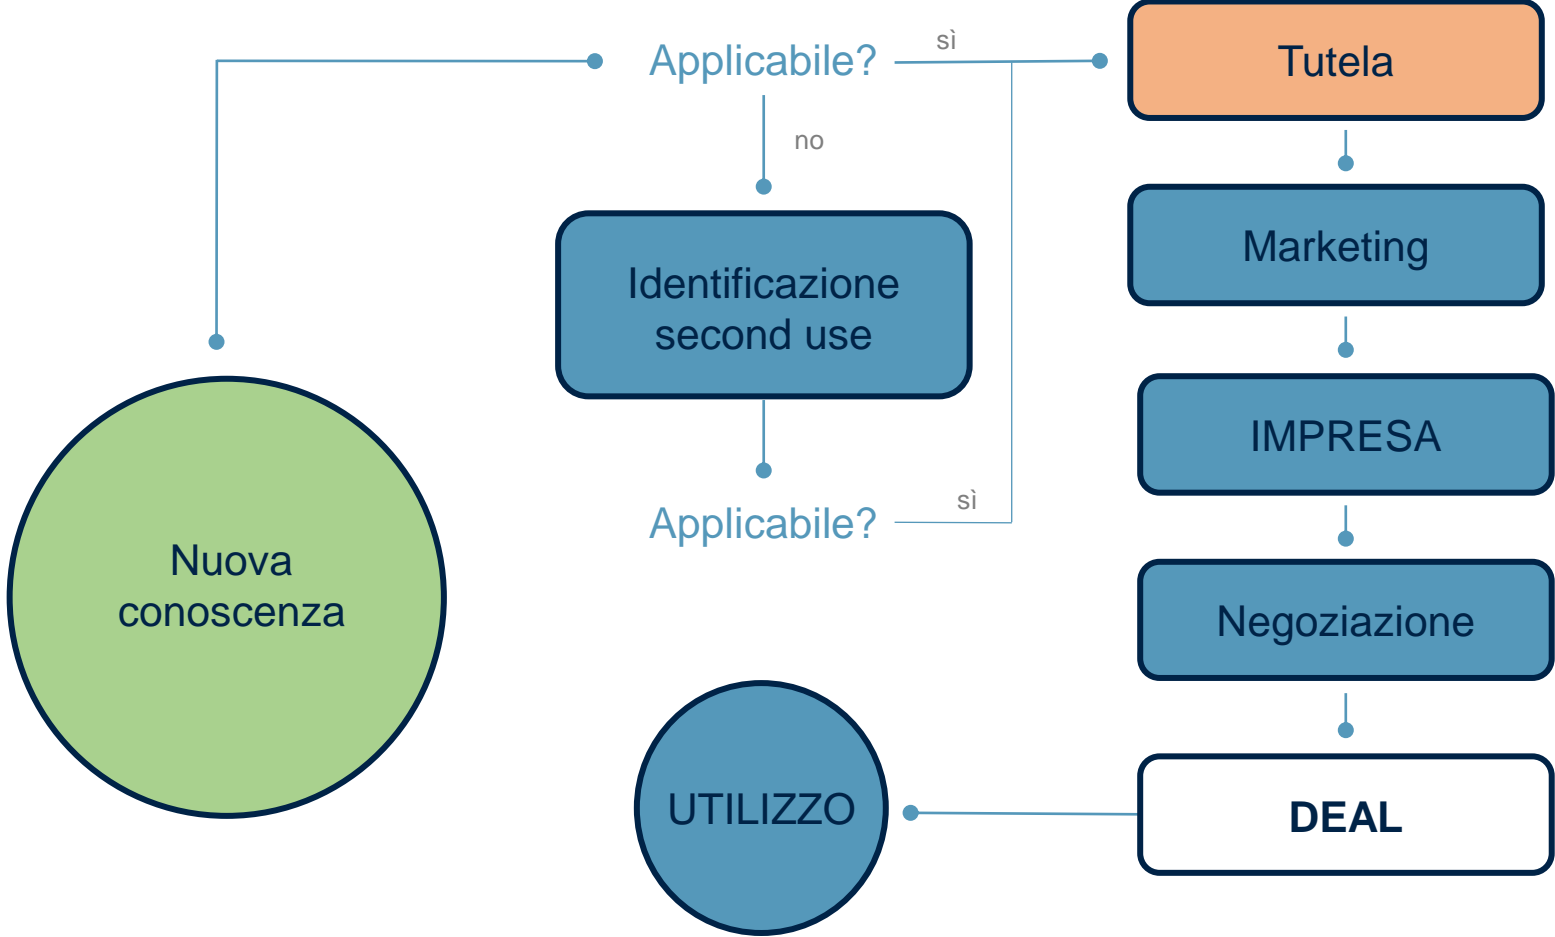 Applicabile?
sì
Tutela
no
Marketing
Identificazione
second use
IMPRESA
Applicabile?
sì
Nuova
conoscenza
Negoziazione
UTILIZZO
DEAL